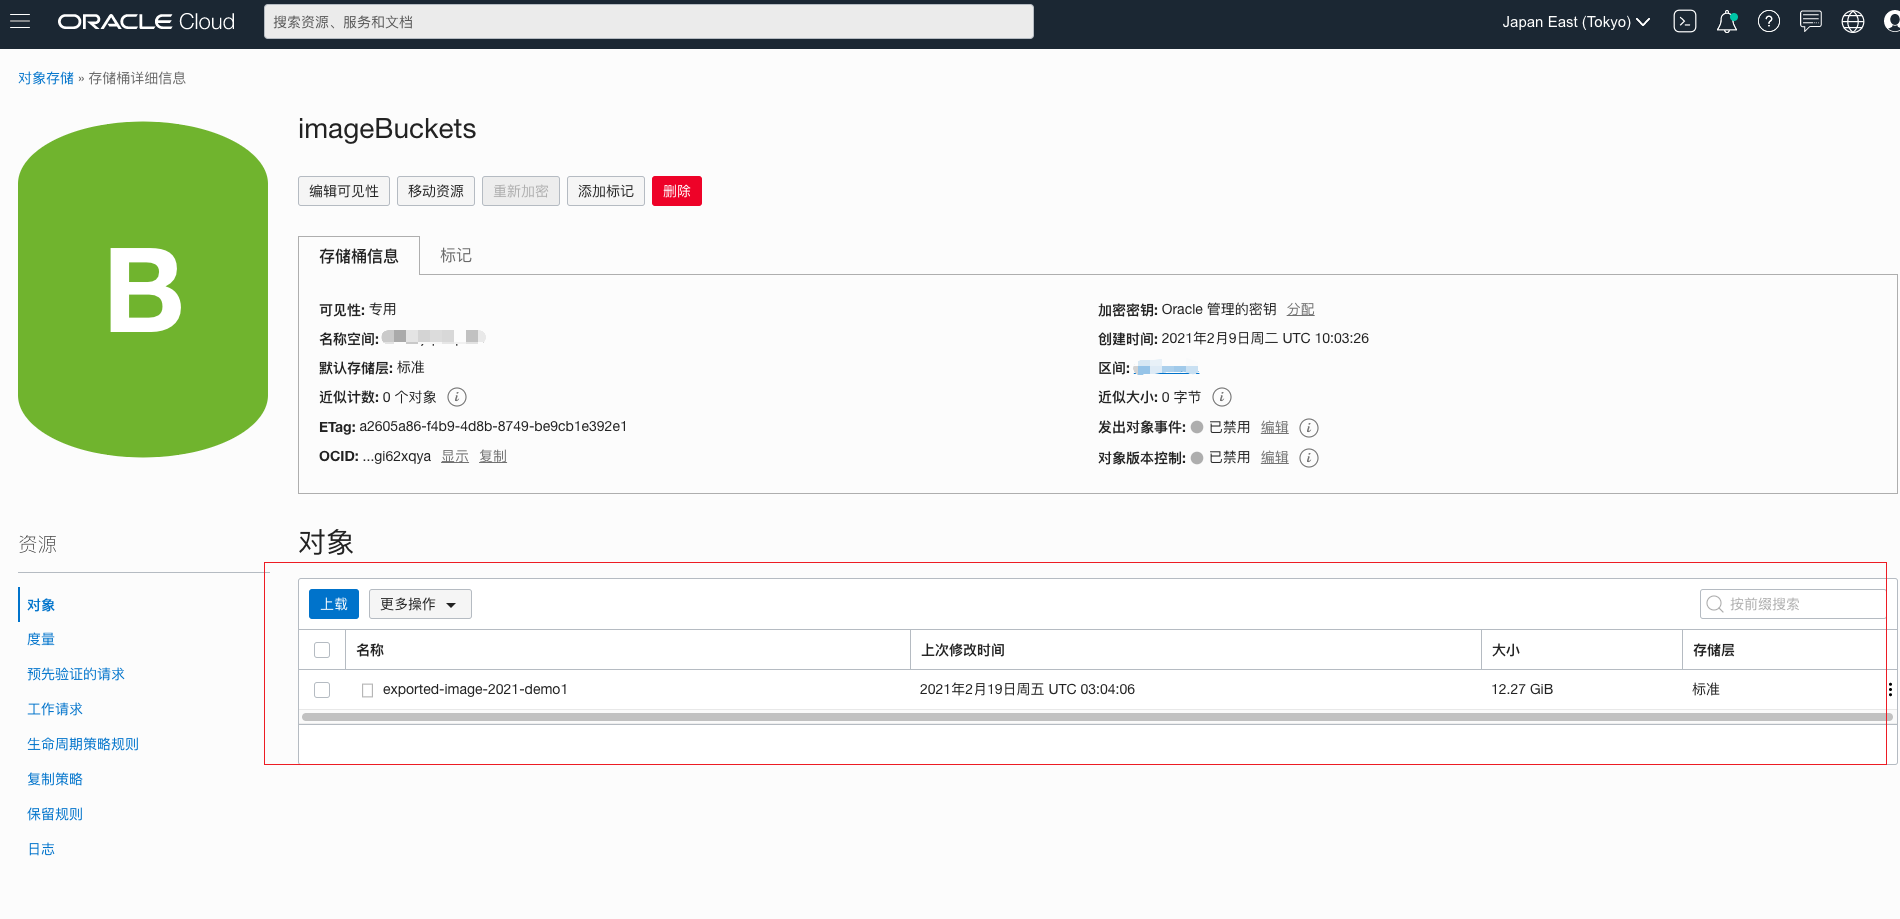 ORACLE Cloud 搜索资源、服务和文档 Japan East (Tokyo)
对象存储 » 存储桶详细信息
B
imageBuckets
编辑可见性 移动资源 重新加密 添加标记 删除
存储桶信息 标记
可见性: 专用
名称空间:
默认存储层: 标准
近似计数: 0 个对象
ETag: a2605a86-f4b9-4d8b-8749-be9cb1e392e1
OCID: ...gi62xqya 显示 复制
加密密钥: Oracle 管理的密钥 分配
创建时间: 2021年2月9日周二 UTC 10:03:26
区间:
近似大小: 0 字节
发出对象事件: 已禁用 编辑
对象版本控制: 已禁用 编辑
资源
对象
度量
预先验证的请求
工作请求
生命周期策略规则
复制策略
保留规则
日志
对象
上载 更多操作 按前缀搜索
名称 上次修改时间 大小 存储层
exported-image-2021-demo1 2021年2月19日周五 UTC 03:04:06 12.27 GiB 标准